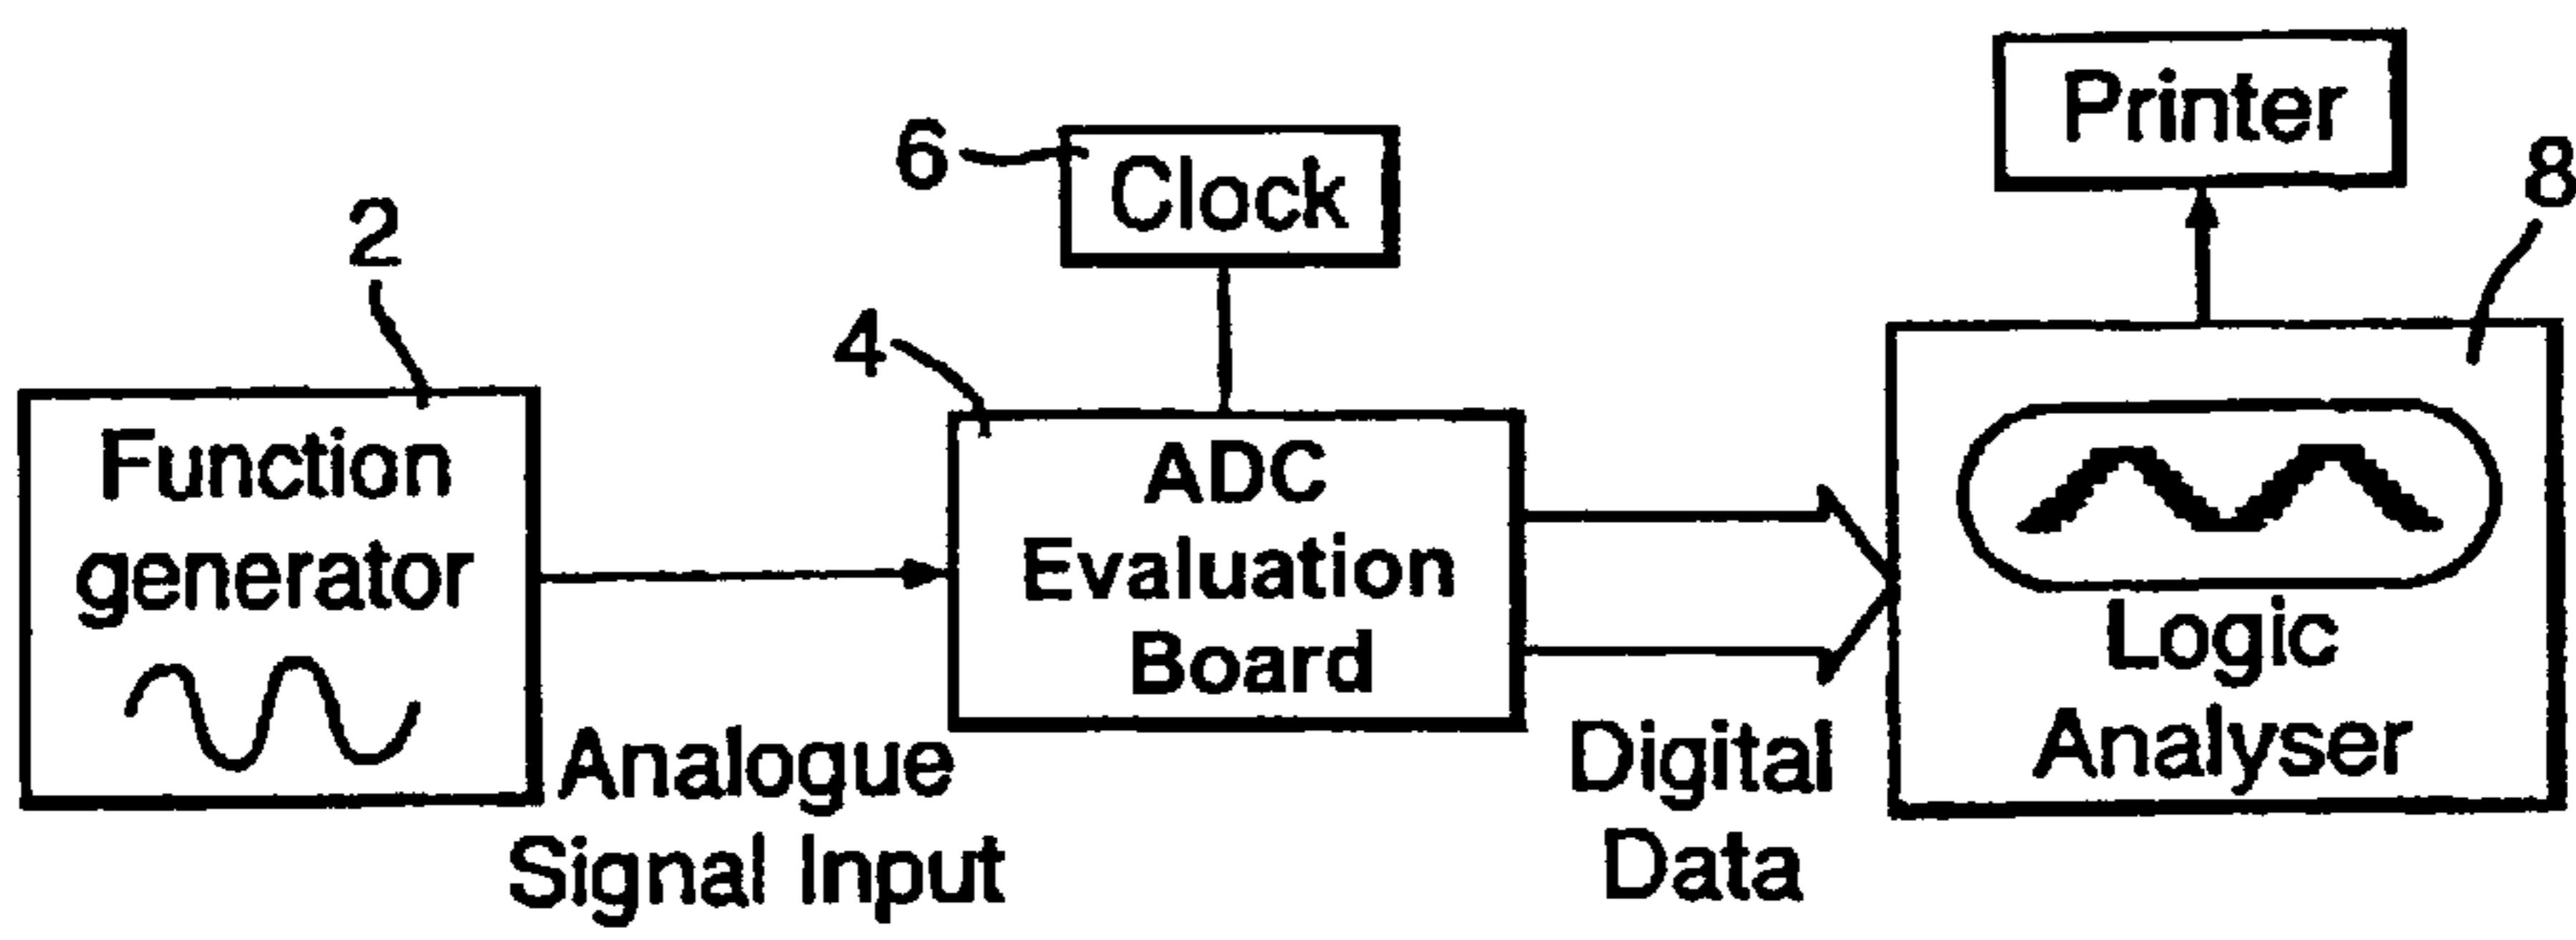 2
Function
generator
Analogue
Signal Input
6
Clock
4
ADC
Evaluation
Board
Digital
Data
Printer
8
Logic
Analyser